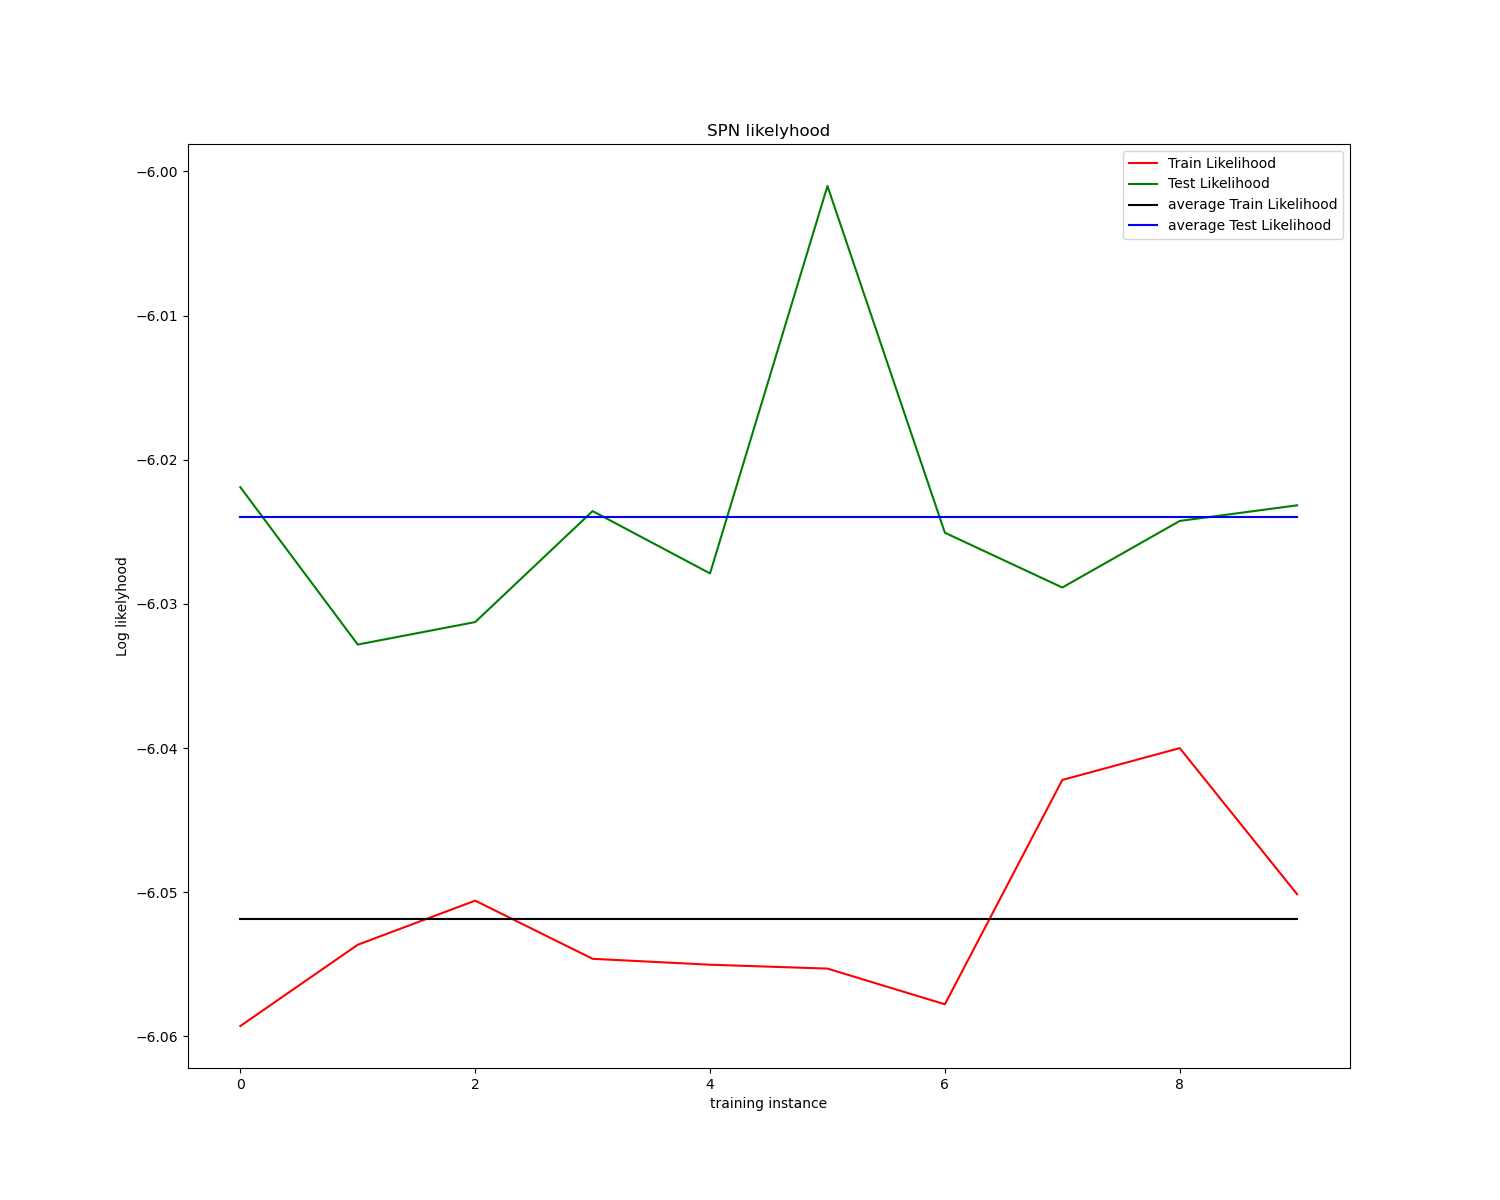 SPN likelyhood
Train Likelihood
Test Likelihood
average Train Likelihood
average Test Likelihood
−6.00
−6.01
−6.02
−6.03
−6.04
−6.05
−6.06
Log likelyhood
0 2 4 6 8
training instance